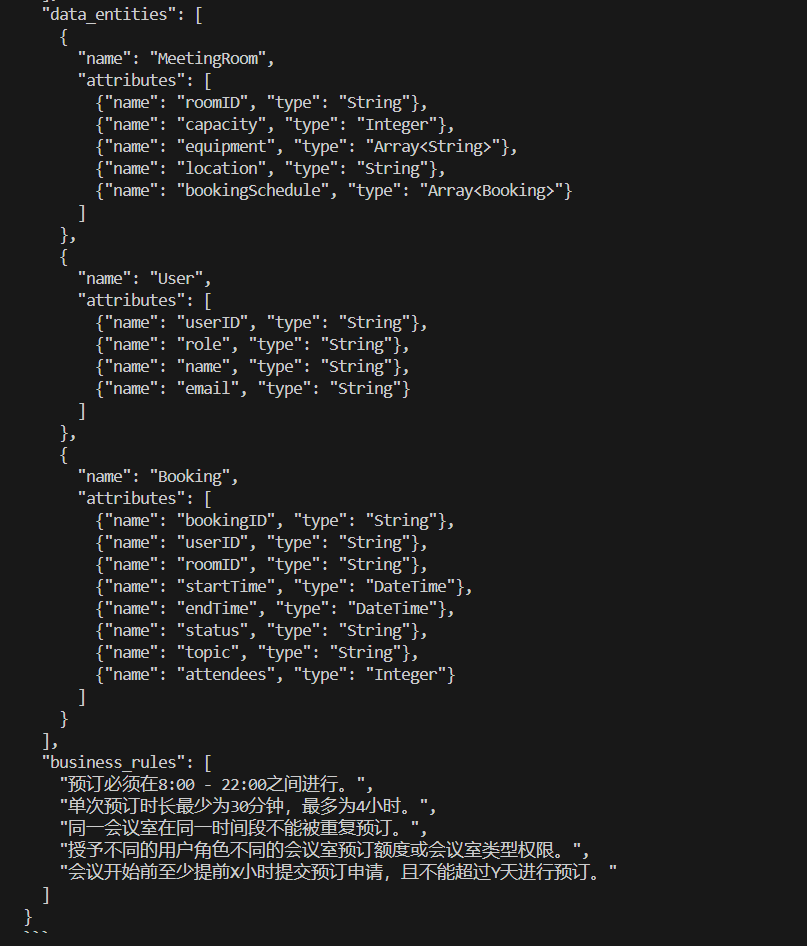 "data_entities": [
{
"name": "MeetingRoom",
"attributes": [
{"name": "roomID", "type": "String"},
{"name": "capacity", "type": "Integer"},
{"name": "equipment", "type": "Array<String>"},
{"name": "location", "type": "String"},
{"name": "bookingSchedule", "type": "Array<Booking>"}
]
},
{
"name": "User",
"attributes": [
{"name": "userID", "type": "String"},
{"name": "role", "type": "String"},
{"name": "name", "type": "String"},
{"name": "email", "type": "String"}
]
},
{
"name": "Booking",
"attributes": [
{"name": "bookingID", "type": "String"},
{"name": "userID", "type": "String"},
{"name": "roomID", "type": "String"},
{"name": "startTime", "type": "DateTime"},
{"name": "endTime", "type": "DateTime"},
{"name": "status", "type": "String"},
{"name": "topic", "type": "String"},
{"name": "attendees", "type": "Integer"}
]
}
],
"business_rules": [
"预订必须在8:00 - 22:00之间进行。",
"单次预订时长最少为30分钟，最多为4小时。",
"同一会议室在同一时间段不能被重复预订。",
"授予不同的用户角色不同的会议室预订额度或会议室类型权限。",
"会议开始前至少提前X小时提交预订申请，且不能超过Y天进行预订。"
]
}
```